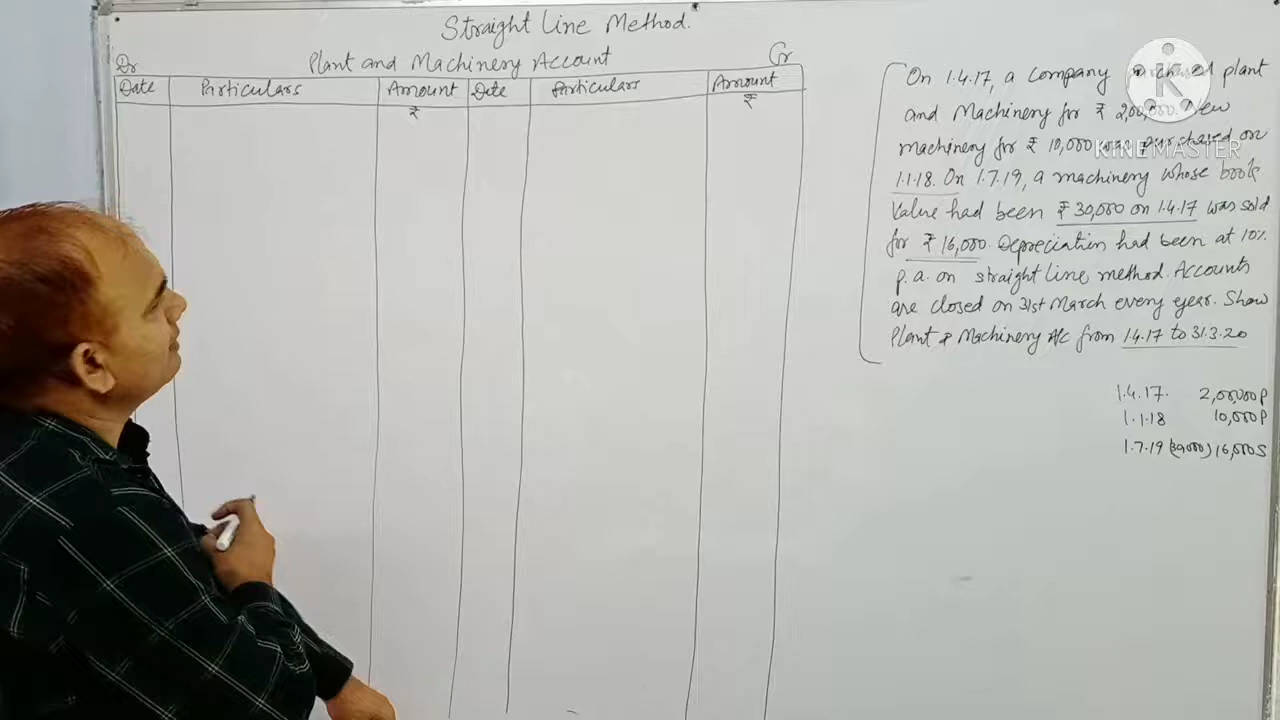 Straight Line Method.
Dr Plant and Machinery Account Cr
Date Particulars Amount Date Particulars Amount
₹ ₹
On 1.4.17, a company purchased plant
and Machinery for ₹ 2,00,000. New
machinery for ₹ 10,000 was purchased on
1.1.18. On 1.7.19, a machinery whose book
value had been ₹ 30,000 on 1.4.17 was sold
for ₹ 16,000. Depreciation had been at 10%
p.a. on straight line method. Accounts
are closed on 31st March every year. Show
Plant & Machinery A/c from 1.4.17 to 31.3.20
1.4.17. 2,00,000 P
1.1.18 10,000 P
1.7.19 (30,000) 16,000 S
K
KINEMASTER